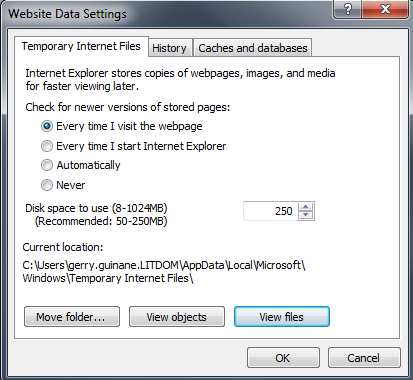 Website Data Settings
Temporary Internet Files History Caches and databases
Internet Explorer stores copies of webpages, images, and media
for faster viewing later.
Check for newer versions of stored pages:
Every time I visit the webpage
Every time I start Internet Explorer
Automatically
Never
Disk space to use (8-1024MB) 250
(Recommended: 50-250MB)
Current location:
C:\Users\gerry.guinane.LITDOM\AppData\Local\Microsoft\
Windows\Temporary Internet Files\
Move folder... View objects View files
OK Cancel